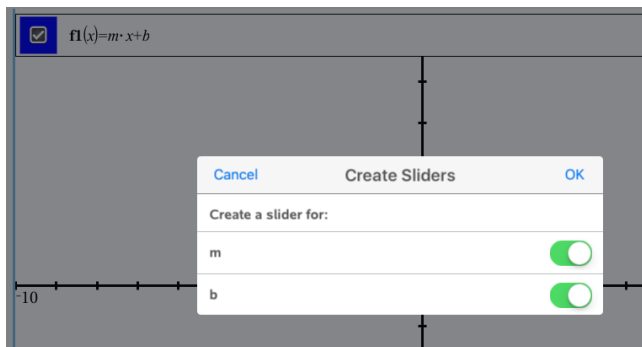 f1(x)=m·x+b
Cancel Create Sliders OK
Create a slider for:
m
b
-10